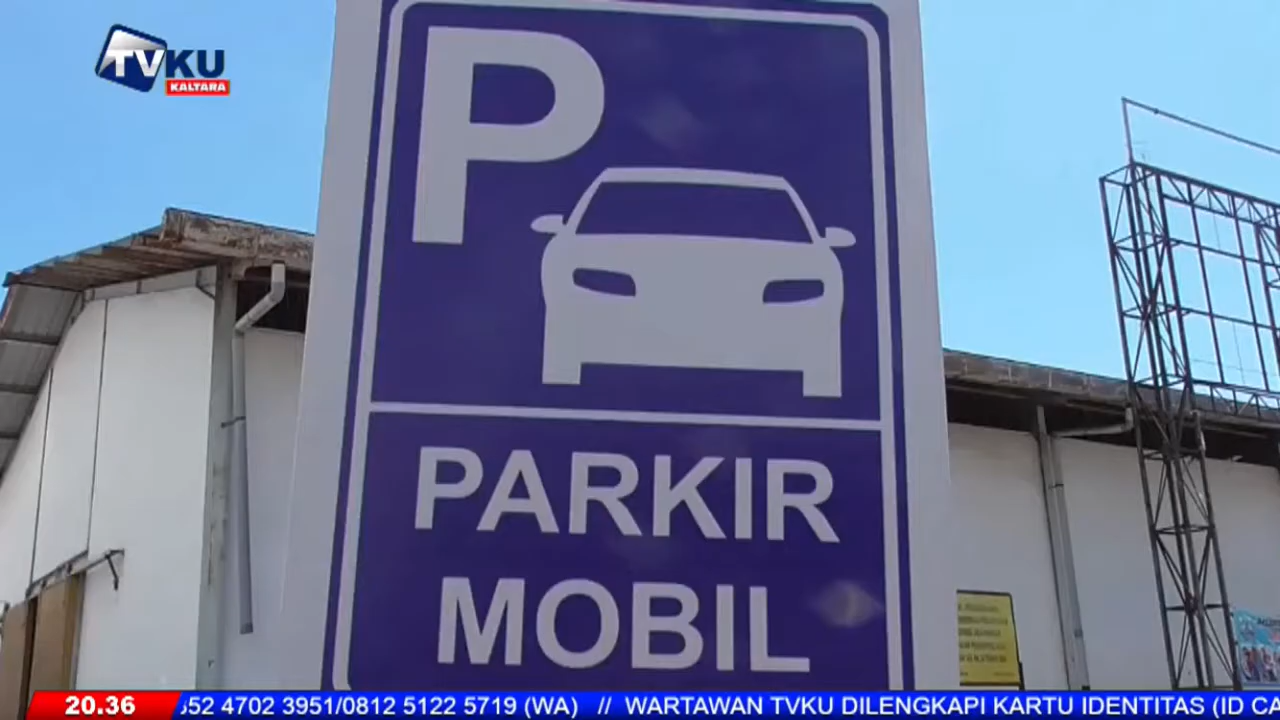 TVKU
KALTARA
P
PARKIR
MOBIL
20.36
352 4702 3951/0812 5122 5719 (WA) // WARTAWAN TVKU DILENGKAPI KARTU IDENTITAS (ID CA